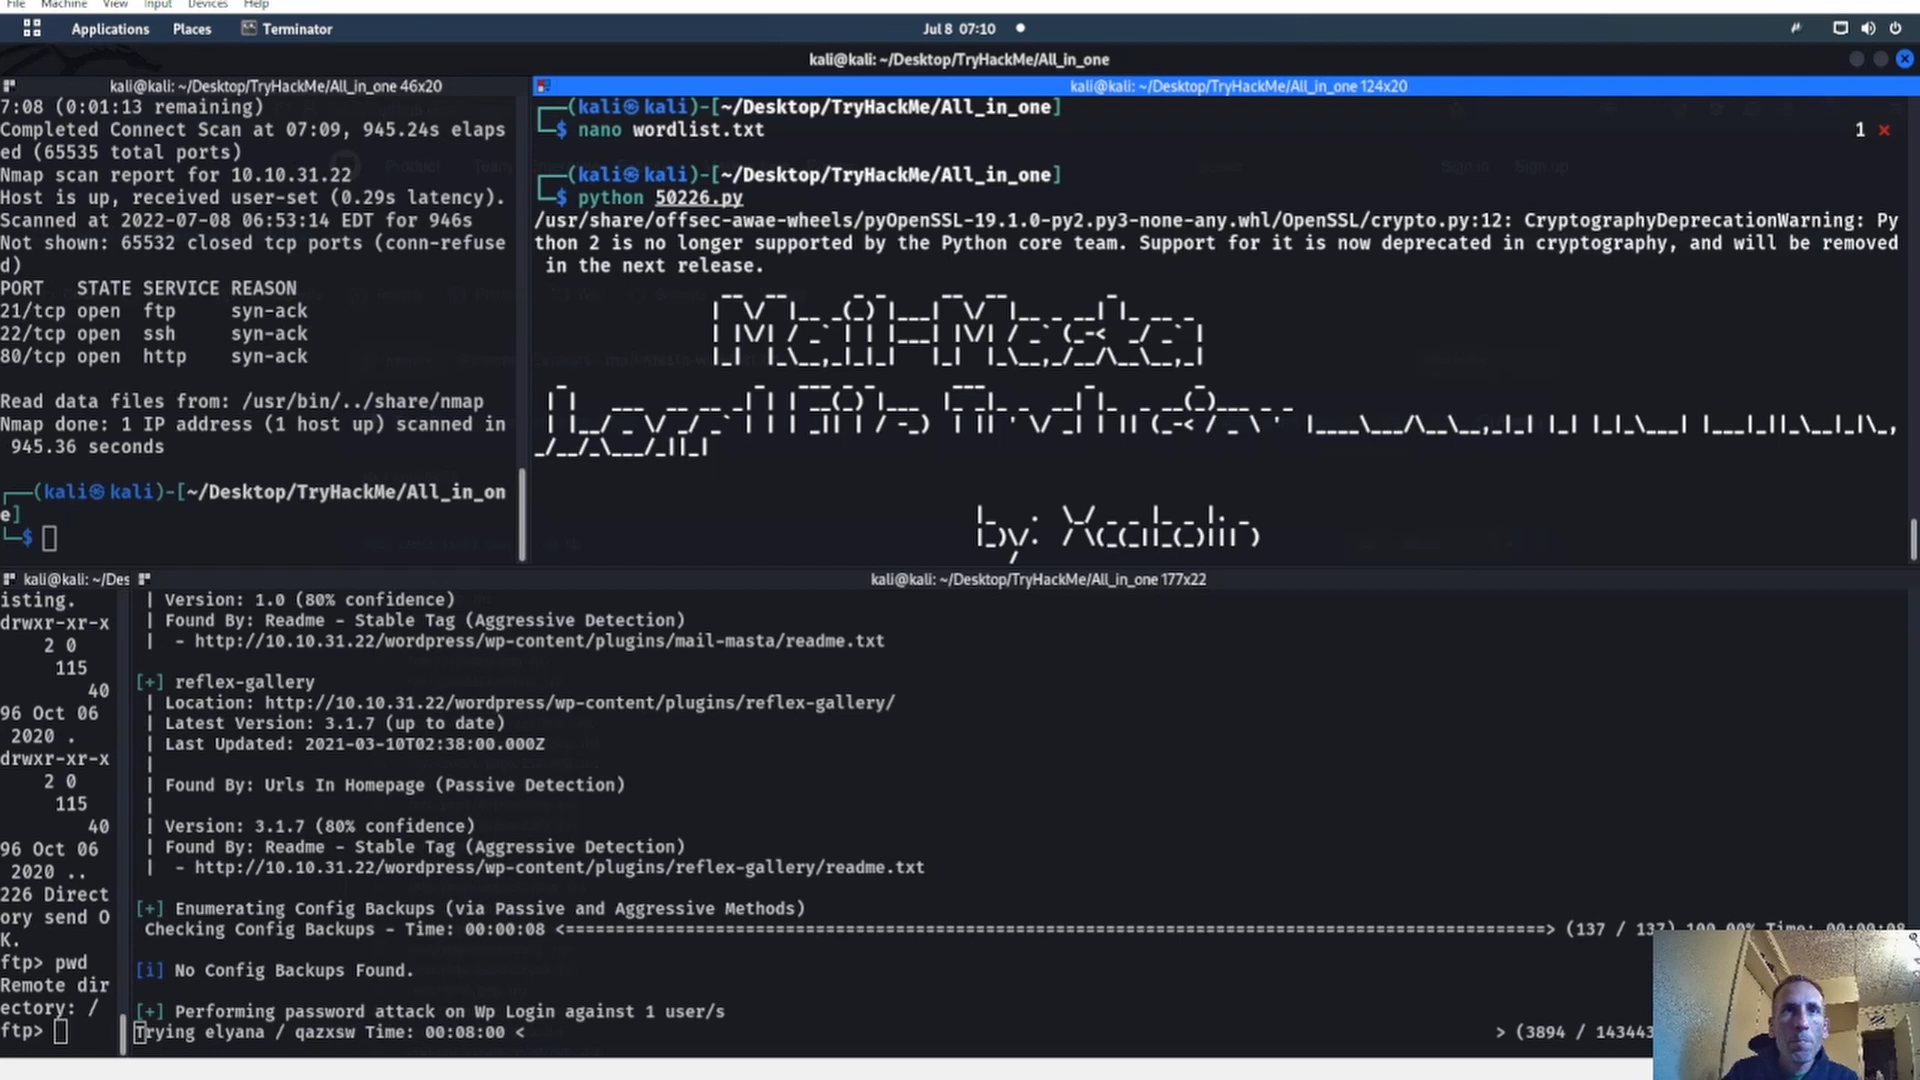 File Machine View Input Devices Help
Applications Places Terminator Jul 8 07:10
kali@kali: ~/Desktop/TryHackMe/All_in_one
kali@kali: ~/Desktop/TryHackMe/All_in_one 46x20
7:08 (0:01:13 remaining)
Completed Connect Scan at 07:09, 945.24s elaps
ed (65535 total ports)
Nmap scan report for 10.10.31.22
Host is up, received user-set (0.29s latency).
Scanned at 2022-07-08 06:53:14 EDT for 946s
Not shown: 65532 closed tcp ports (conn-refuse
d)
PORT STATE SERVICE REASON
21/tcp open ftp syn-ack
22/tcp open ssh syn-ack
80/tcp open http syn-ack
Read data files from: /usr/bin/../share/nmap
Nmap done: 1 IP address (1 host up) scanned in
945.36 seconds
(kali㉿kali)-[~/Desktop/TryHackMe/All_in_on
e]
$
kali@kali: ~/Desktop/TryHackMe/All_in_one 124x20
(kali㉿kali)-[~/Desktop/TryHackMe/All_in_one]
$ nano wordlist.txt 1 ✗
(kali㉿kali)-[~/Desktop/TryHackMe/All_in_one]
$ python 50226.py
/usr/share/offsec-awae-wheels/pyOpenSSL-19.1.0-py2.py3-none-any.whl/OpenSSL/crypto.py:12: CryptographyDeprecationWarning: Py
thon 2 is no longer supported by the Python core team. Support for it is now deprecated in cryptography, and will be removed
in the next release.
Mail-Masta
by: Xcatolin
kali@kali: ~/Des
isting.
drwxr-xr-x
2 0
115
40
96 Oct 06
2020 .
drwxr-xr-x
2 0
115
40
96 Oct 06
2020 ..
226 Direct
ory send O
K.
ftp> pwd
Remote dir
ectory: /
ftp>
kali@kali: ~/Desktop/TryHackMe/All_in_one 177x22
| Version: 1.0 (80% confidence)
| Found By: Readme - Stable Tag (Aggressive Detection)
| - http://10.10.31.22/wordpress/wp-content/plugins/mail-masta/readme.txt
[+] reflex-gallery
| Location: http://10.10.31.22/wordpress/wp-content/plugins/reflex-gallery/
| Latest Version: 3.1.7 (up to date)
| Last Updated: 2021-03-10T02:38:00.000Z
|
| Found By: Urls In Homepage (Passive Detection)
|
| Version: 3.1.7 (80% confidence)
| Found By: Readme - Stable Tag (Aggressive Detection)
| - http://10.10.31.22/wordpress/wp-content/plugins/reflex-gallery/readme.txt
[+] Enumerating Config Backups (via Passive and Aggressive Methods)
Checking Config Backups - Time: 00:00:08 <=====> (137 / 137) 100.00% Time: 00:00:08
[i] No Config Backups Found.
[+] Performing password attack on Wp Login against 1 user/s
Trying elyana / qazxsw Time: 00:08:00 < > (3894 / 143443